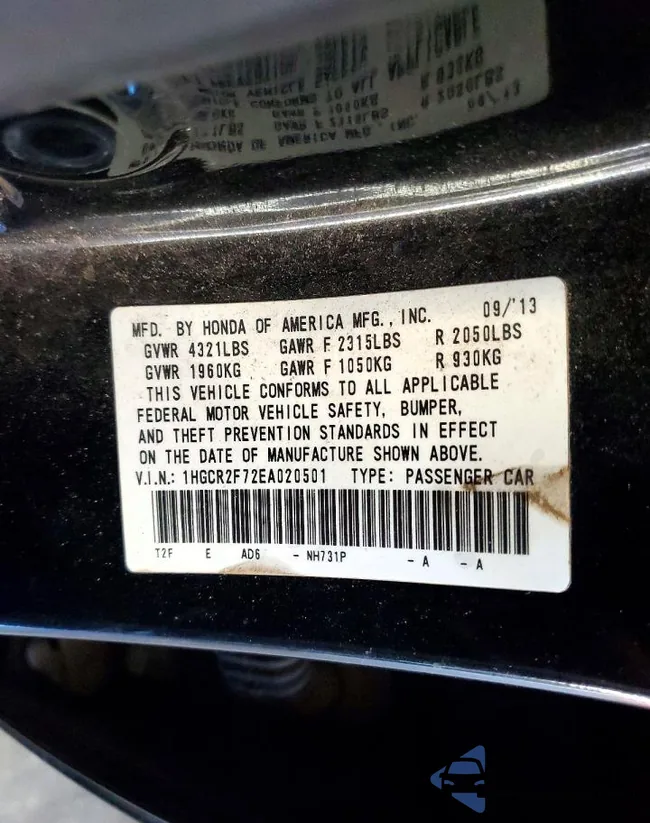 MFD. BY HONDA OF AMERICA MFG., INC. 09/'13
GVWR 4321LBS GAWR F 2315LBS R 2050LBS
GVWR 1960KG GAWR F 1050KG R 930KG
THIS VEHICLE CONFORMS TO ALL APPLICABLE
FEDERAL MOTOR VEHICLE SAFETY, BUMPER,
AND THEFT PREVENTION STANDARDS IN EFFECT
ON THE DATE OF MANUFACTURE SHOWN ABOVE.
V.I.N.: 1HGCR2F72EA020501 TYPE: PASSENGER CAR
T2F E AD6 - NH731P - A - A